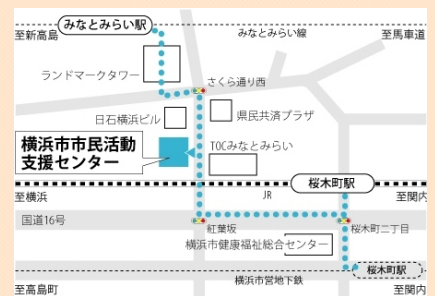 みなとみらい駅
至新高島
みなとみらい線
至馬車道
ランドマークタワー
さくら通り西
日石横浜ビル
県民共済プラザ
横浜市市民活動
支援センター
TOCみなとみらい
桜木町駅
至横浜
JR
至関内
国道16号
紅葉坂
桜木町二丁目
横浜市健康福祉総合センター
桜木町駅
横浜市営地下鉄
至高島町
至関内